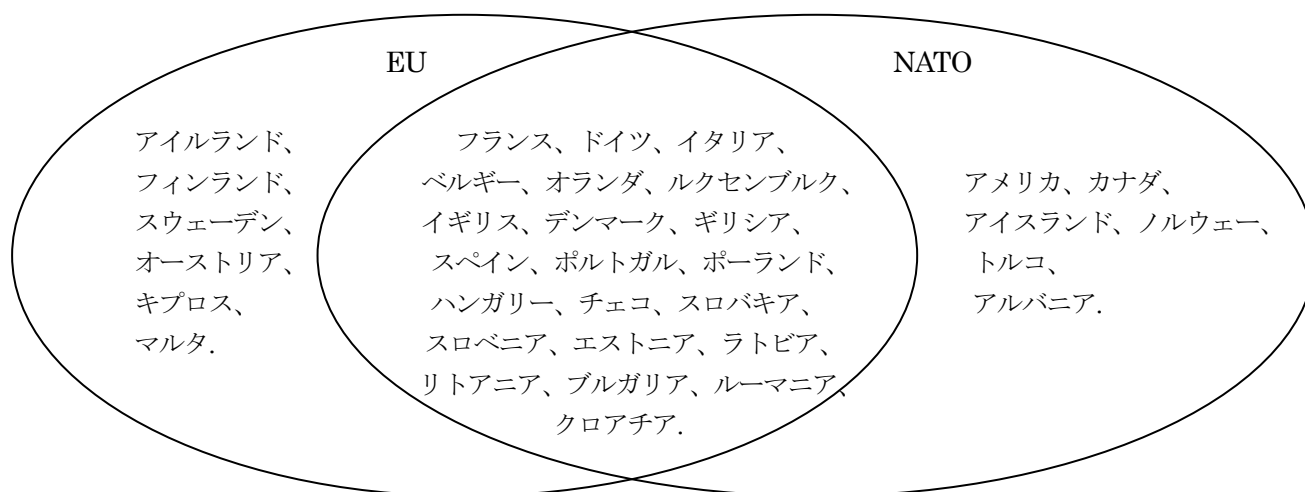 EU
NATO
アイルランド、
フィンランド、
スウェーデン、
オーストリア、
キプロス、
マルタ.
フランス、ドイツ、イタリア、
ベルギー、オランダ、ルクセンブルク、
イギリス、デンマーク、ギリシア、
スペイン、ポルトガル、ポーランド、
ハンガリー、チェコ、スロバキア、
スロベニア、エストニア、ラトビア、
リトアニア、ブルガリア、ルーマニア、
クロアチア.
アメリカ、カナダ、
アイスランド、ノルウェー、
トルコ、
アルバニア.